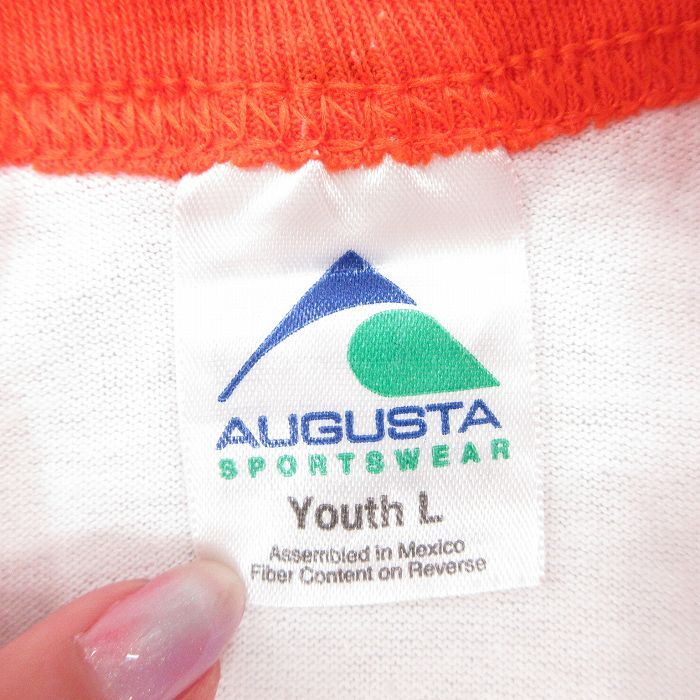 AUGUSTA
SPORTSWEAR
Youth L
Assembled in Mexico
Fiber Content on Reverse